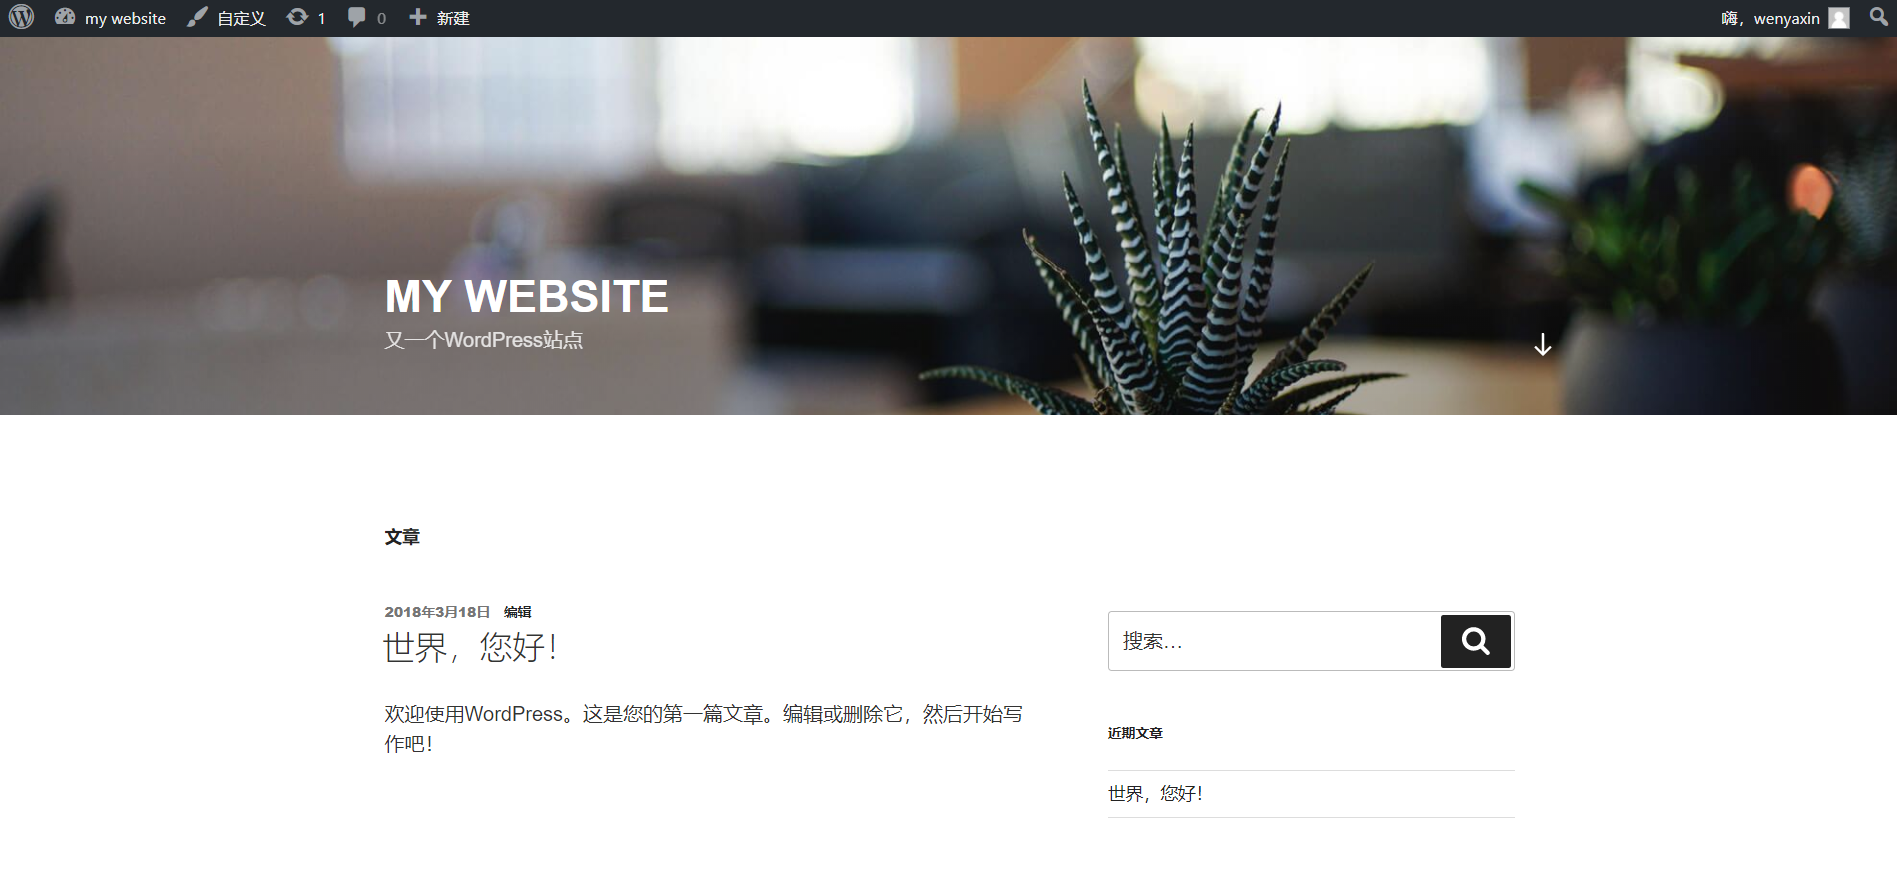 my website 自定义 1 0 新建 嗨，wenyaxin
MY WEBSITE
又一个WordPress站点
文章
2018年3月18日 编辑
世界，您好！
欢迎使用WordPress。这是您的第一篇文章。编辑或删除它，然后开始写
作吧！
搜索…
近期文章
世界，您好！